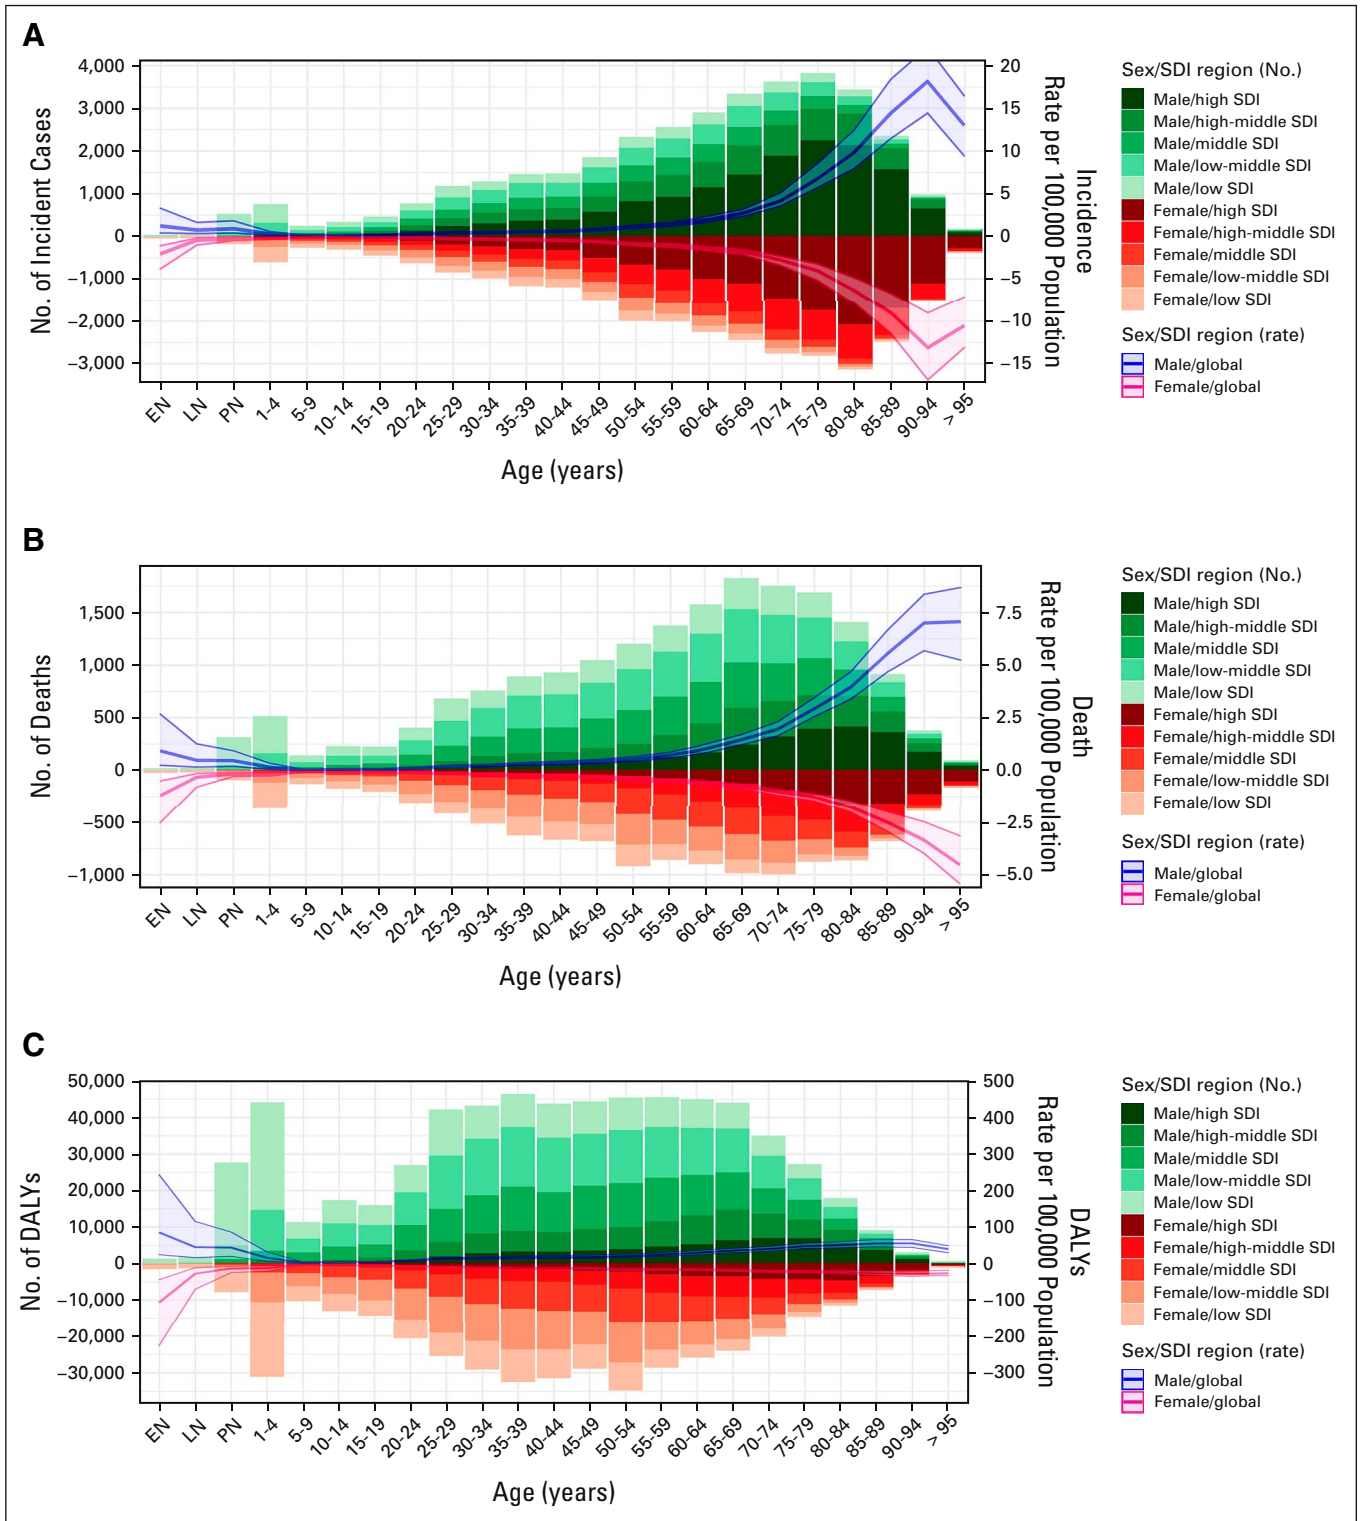 A
4,000
3,000
2,000
1,000
0
−1,000
−2,000
−3,000
No. of Incident Cases
20
15
10
5
0
−5
−10
−15
Incidence
Rate per 100,000 Population
EN
LN
PN
1-4
5-9
10-14
15-19
20-24
25-29
30-34
35-39
40-44
45-49
50-54
55-59
60-64
65-69
70-74
75-79
80-84
85-89
90-94
> 95
Age (years)
Sex/SDI region (No.)
Male/high SDI
Male/high-middle SDI
Male/middle SDI
Male/low-middle SDI
Male/low SDI
Female/high SDI
Female/high-middle SDI
Female/middle SDI
Female/low-middle SDI
Female/low SDI
Sex/SDI region (rate)
Male/global
Female/global
B
1,500
1,000
500
0
−500
−1,000
No. of Deaths
7.5
5.0
2.5
0.0
−2.5
−5.0
Death
Rate per 100,000 Population
EN
LN
PN
1-4
5-9
10-14
15-19
20-24
25-29
30-34
35-39
40-44
45-49
50-54
55-59
60-64
65-69
70-74
75-79
80-84
85-89
90-94
> 95
Age (years)
Sex/SDI region (No.)
Male/high SDI
Male/high-middle SDI
Male/middle SDI
Male/low-middle SDI
Male/low SDI
Female/high SDI
Female/high-middle SDI
Female/middle SDI
Female/low-middle SDI
Female/low SDI
Sex/SDI region (rate)
Male/global
Female/global
C
50,000
40,000
30,000
20,000
10,000
0
−10,000
−20,000
−30,000
No. of DALYs
500
400
300
200
100
0
−100
−200
−300
DALYs
Rate per 100,000 Population
EN
LN
PN
1-4
5-9
10-14
15-19
20-24
25-29
30-34
35-39
40-44
45-49
50-54
55-59
60-64
65-69
70-74
75-79
80-84
85-89
90-94
> 95
Age (years)
Sex/SDI region (No.)
Male/high SDI
Male/high-middle SDI
Male/middle SDI
Male/low-middle SDI
Male/low SDI
Female/high SDI
Female/high-middle SDI
Female/middle SDI
Female/low-middle SDI
Female/low SDI
Sex/SDI region (rate)
Male/global
Female/global